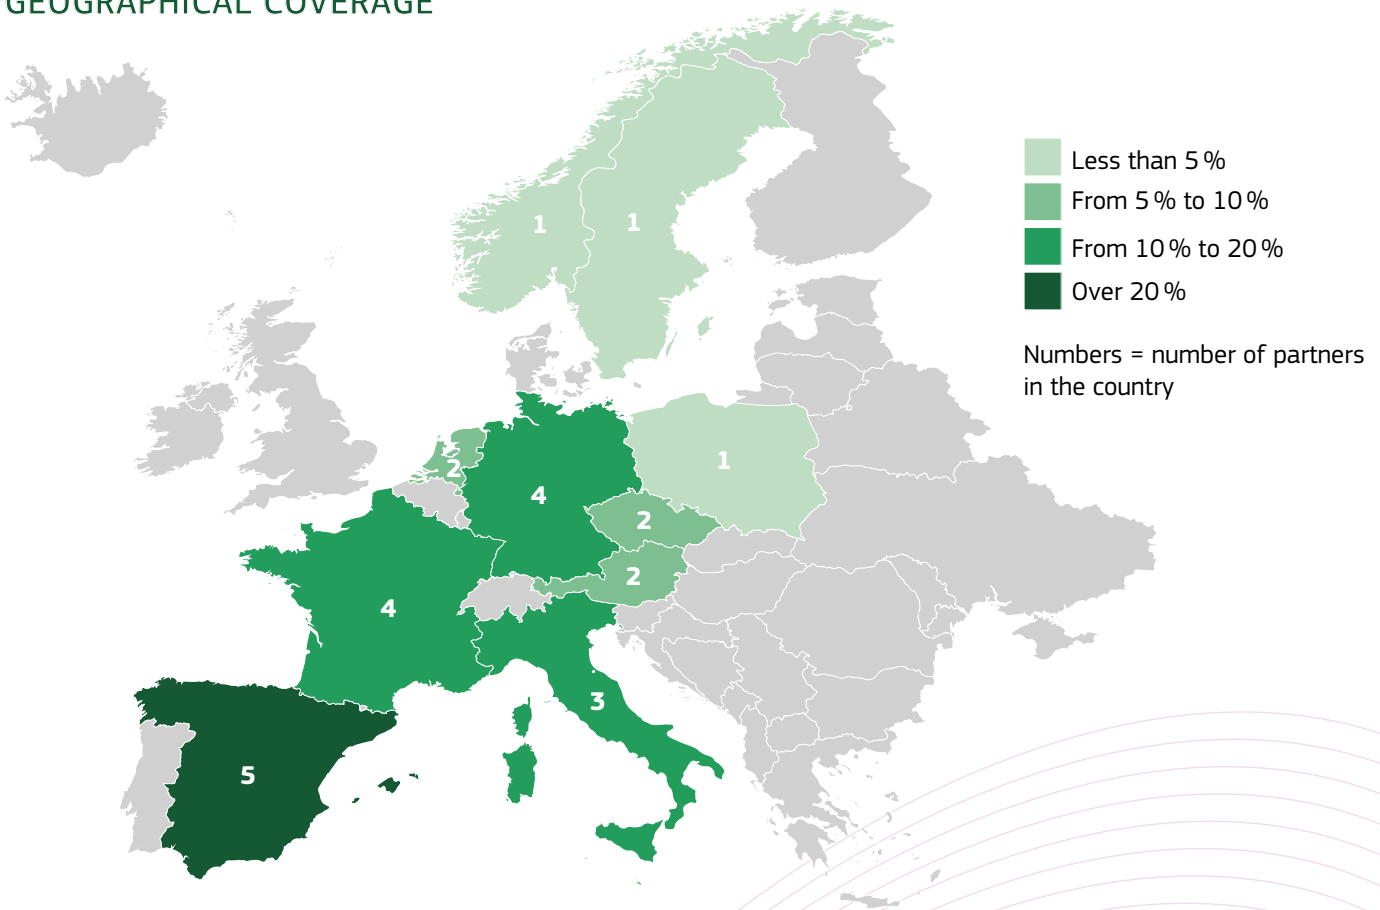 GEOGRAPHICAL COVERAGE
Less than 5 %
From 5 % to 10 %
From 10 % to 20 %
Over 20 %
Numbers = number of partners
in the country
1
1
1
2
4
2
2
4
3
5